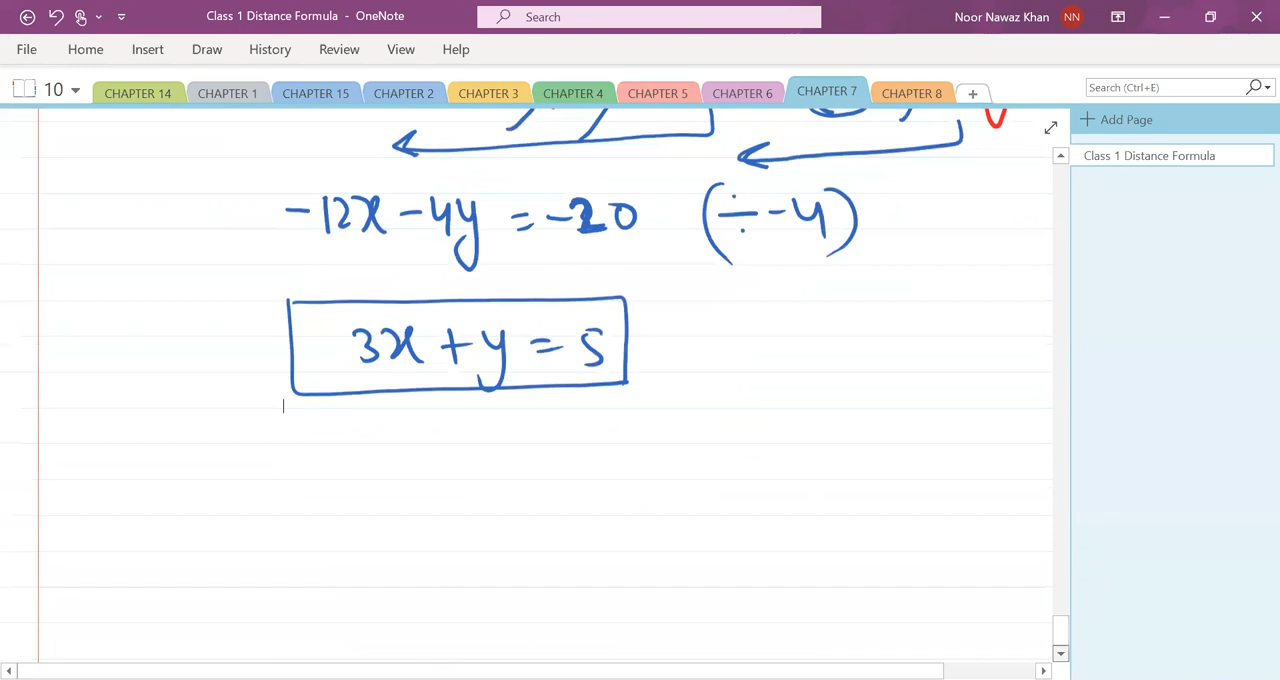 Class 1 Distance Formula - OneNote
Search
Noor Nawaz Khan NN
File Home Insert Draw History Review View Help
10 CHAPTER 14 CHAPTER 1 CHAPTER 15 CHAPTER 2 CHAPTER 3 CHAPTER 4 CHAPTER 5 CHAPTER 6 CHAPTER 7 CHAPTER 8 +
Search (Ctrl+E)
Add Page
Class 1 Distance Formula
-12x - 4y = -20 (÷ -4)
3x + y = 5